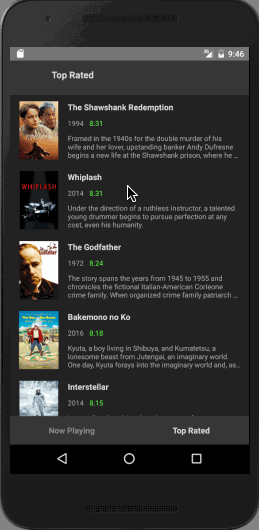 9:46
Top Rated
The Shawshank Redemption
1994 8.31
Framed in the 1940s for the double murder of his
wife and her lover, upstanding banker Andy Dufresne
begins a new life at the Shawshank prison, where he ...
WHIPLASH
Whiplash
2014 8.31
Under the direction of a ruthless instructor, a talented
young drummer begins to pursue perfection at any
cost, even his humanity.
The Godfather
1972 8.24
The story spans the years from 1945 to 1955 and
chronicles the fictional Italian-American Corleone
crime family. When organized crime family patriarch ...
Bakemono no Ko
2016 8.18
Kyuta, a boy living in Shibuya, and Kumatetsu, a
lonesome beast from Jutengai, an imaginary world.
One day, Kyuta forays into the imaginary world and, as...
Interstellar
2014 8.15
Now Playing
Top Rated